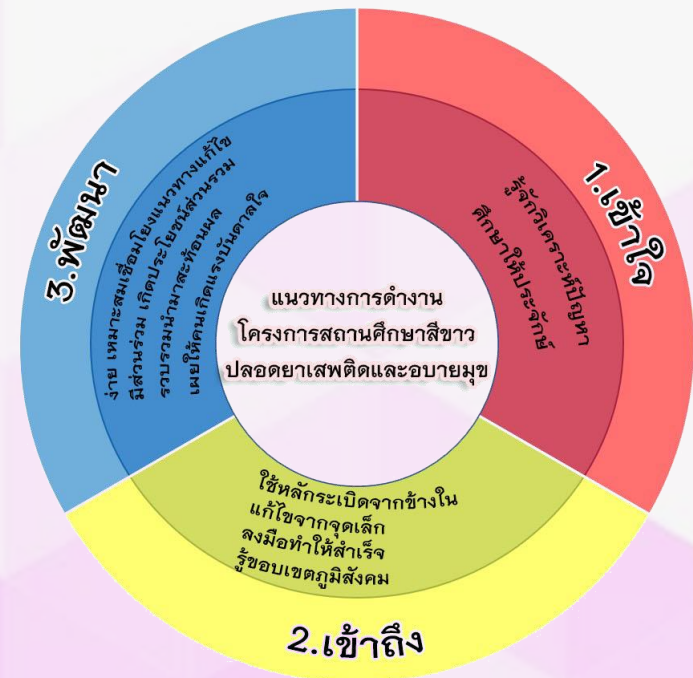 แนวทางการดำงาน
โครงการสถานศึกษาสีขาว
ปลอดยาเสพติดและอบายมุข
1.เข้าใจ
รู้จักวิเคราะห์ปัญหา
ศึกษาให้ประจักษ์
2.เข้าถึง
ใช้หลักระเบิดจากข้างใน
แก้ไขจากจุดเล็ก
ลงมือทำให้สำเร็จ
รู้ขอบเขตภูมิสังคม
3.พัฒนา
ง่าย เหมาะสมเชื่อมโยงแนวทางแก้ไข
มีส่วนร่วม เกิดประโยชน์ส่วนรวม
รวบรวมนำมาสะท้อนผล
เผยให้คนเกิดแรงบันดาลใจ